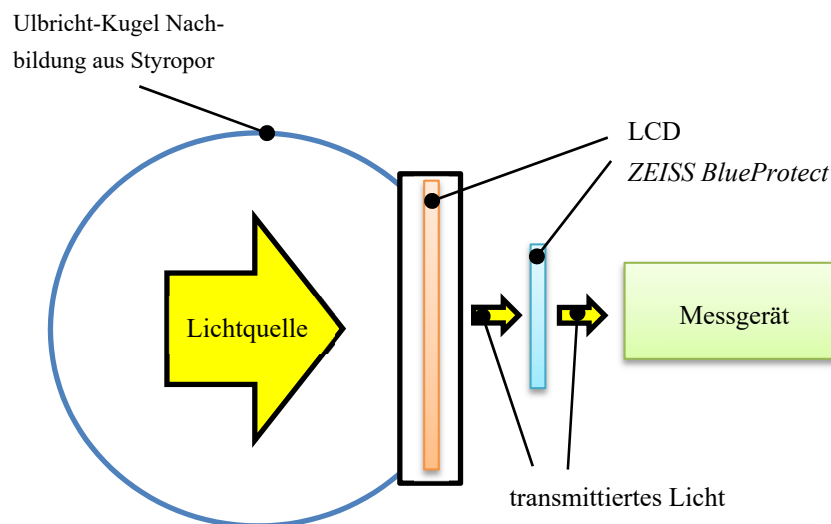 Ulbricht-Kugel Nach-
bildung aus Styropor
LCD
ZEISS BlueProtect
Lichtquelle
Messgerät
transmittiertes Licht